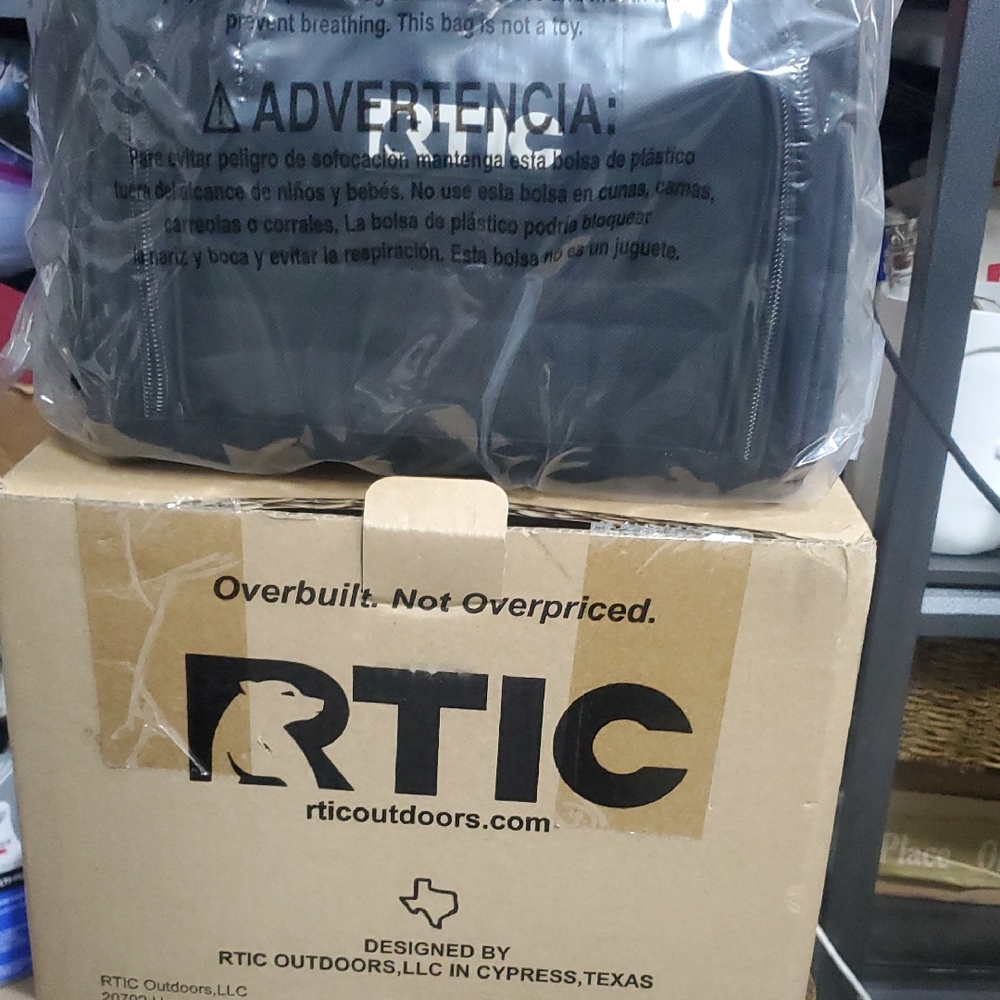 prevent breathing. This bag is not a toy.
ADVERTENCIA:
RTIC
Para evitar peligro de sofocación mantenga esta bolsa de plástico
fuera del alcance de niños y bebés. No use esta bolsa en cunas, camas,
carreolas o corrales. La bolsa de plástico podría bloquear
la nariz y boca y evitar la respiración. Esta bolsa no es un juguete.
Overbuilt. Not Overpriced.
RTIC
rticoutdoors.com
DESIGNED BY
RTIC OUTDOORS,LLC IN CYPRESS,TEXAS
RTIC Outdoors,LLC
Place